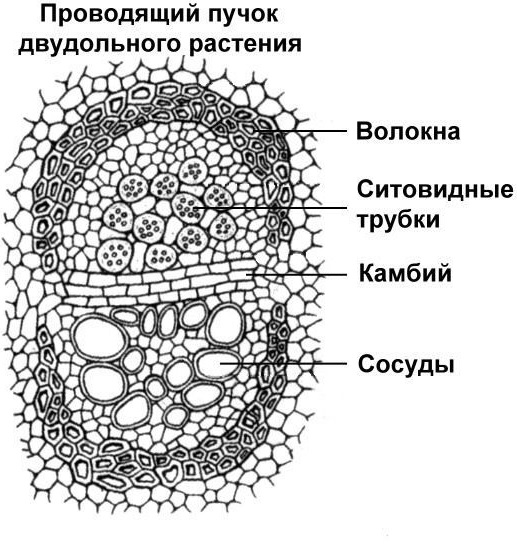 Проводящий пучок
двудольного растения
Волокна
Ситовидные
трубки
Камбий
Сосуды